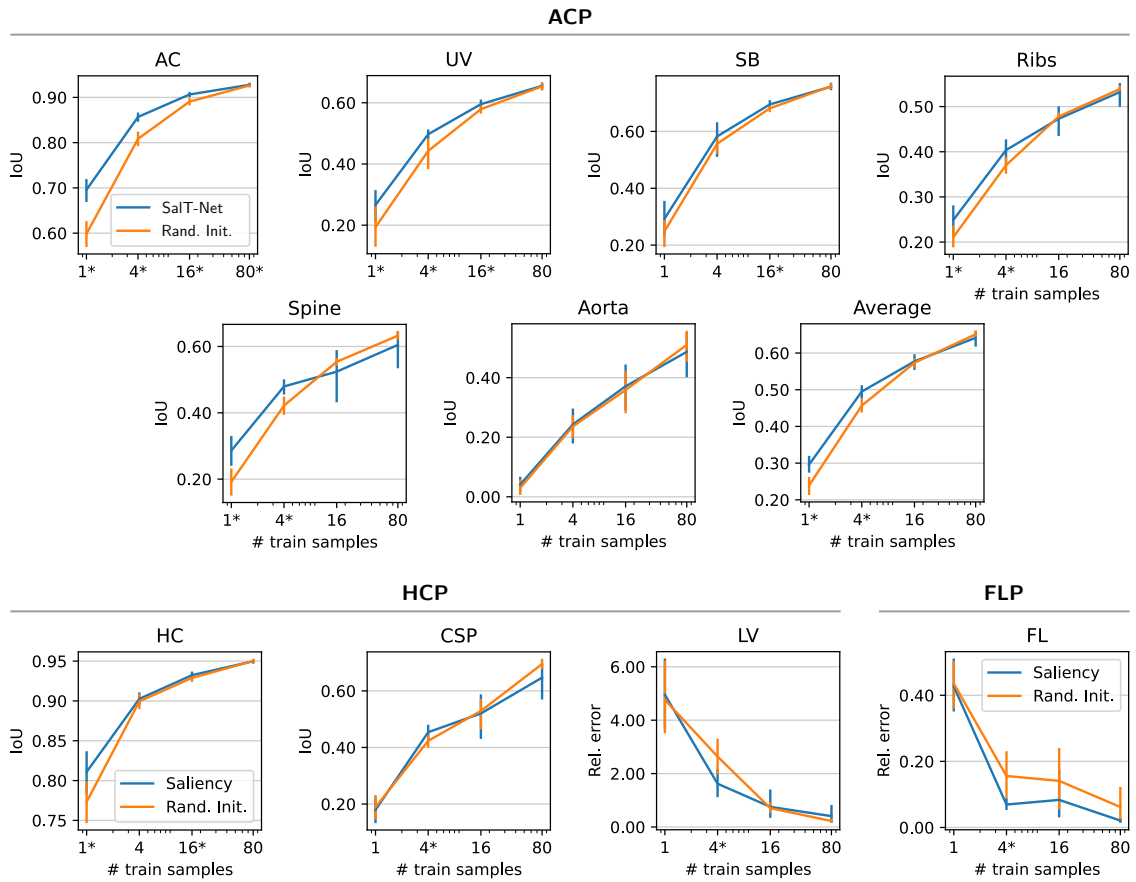 ACP
AC
UV
SB
Ribs
IoU
0.90
0.80
0.70
0.60
SalT-Net
Rand. Init.
1*
4*
16*
80*
IoU
0.60
0.40
0.20
1*
4*
16*
80
IoU
0.60
0.40
0.20
1
4
16*
80
IoU
0.50
0.40
0.30
0.20
1*
4*
16
80
# train samples
Spine
Aorta
Average
IoU
0.60
0.40
0.20
1*
4*
16
80
# train samples
IoU
0.40
0.20
0.00
1
4
16
80
# train samples
IoU
0.60
0.50
0.40
0.30
0.20
1*
4*
16
80
# train samples
HCP
FLP
HC
CSP
LV
FL
IoU
0.95
0.90
0.85
0.80
0.75
Saliency
Rand. Init.
1*
4
16*
80
# train samples
IoU
0.60
0.40
0.20
1
4
16
80
# train samples
Rel. error
6.00
4.00
2.00
0.00
1
4*
16
80
# train samples
Rel. error
0.40
0.20
0.00
Saliency
Rand. Init.
1
4*
16
80
# train samples